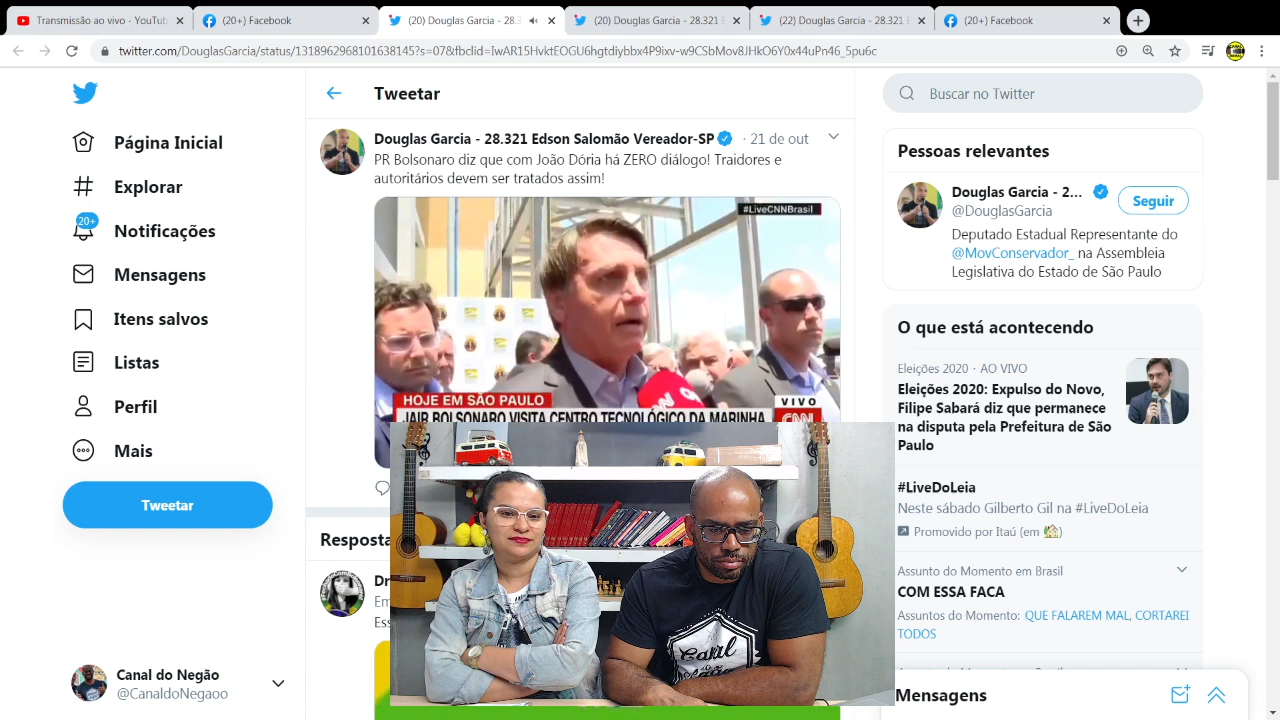 Transmissão ao vivo - YouTub
(20+) Facebook
(20) Douglas Garcia - 28.3
(20) Douglas Garcia - 28.321 E
(22) Douglas Garcia - 28.321 E
(20+) Facebook
twitter.com/DouglasGarcia/status/1318962968101638145?s=07&fbclid=IwAR15HvktEOGU6hgtdiybbx4P9ixv-w9CSbMov8JHkO6Y0x44uPn46_5pu6c
Página Inicial
Explorar
20+
Notificações
Mensagens
Itens salvos
Listas
Perfil
Mais
Tweetar
Canal do Negão
@CanaldoNegaoo
Tweetar
Douglas Garcia - 28.321 Edson Salomão Vereador-SP · 21 de out
PR Bolsonaro diz que com João Dória há ZERO diálogo! Traidores e
autoritários devem ser tratados assim!
#LiveCNNBrasil
HOJE EM SÃO PAULO
VIVO
JAIR BOLSONARO VISITA CENTRO TECNOLÓGICO DA MARINHA
CNN
Resposta
Dr
Em
Ess
Canal
Buscar no Twitter
Pessoas relevantes
Douglas Garcia - 2...
@DouglasGarcia
Seguir
Deputado Estadual Representante do
@MovConservador_ na Assembleia
Legislativa do Estado de São Paulo
O que está acontecendo
Eleições 2020 · AO VIVO
Eleições 2020: Expulso do Novo,
Filipe Sabará diz que permanece
na disputa pela Prefeitura de São
Paulo
#LiveDoLeia
Neste sábado Gilberto Gil na #LiveDoLeia
Promovido por Itaú (em 🏡)
Assunto do Momento em Brasil
COM ESSA FACA
Assuntos do Momento: QUE FALAREM MAL, CORTAREI
TODOS
Mensagens